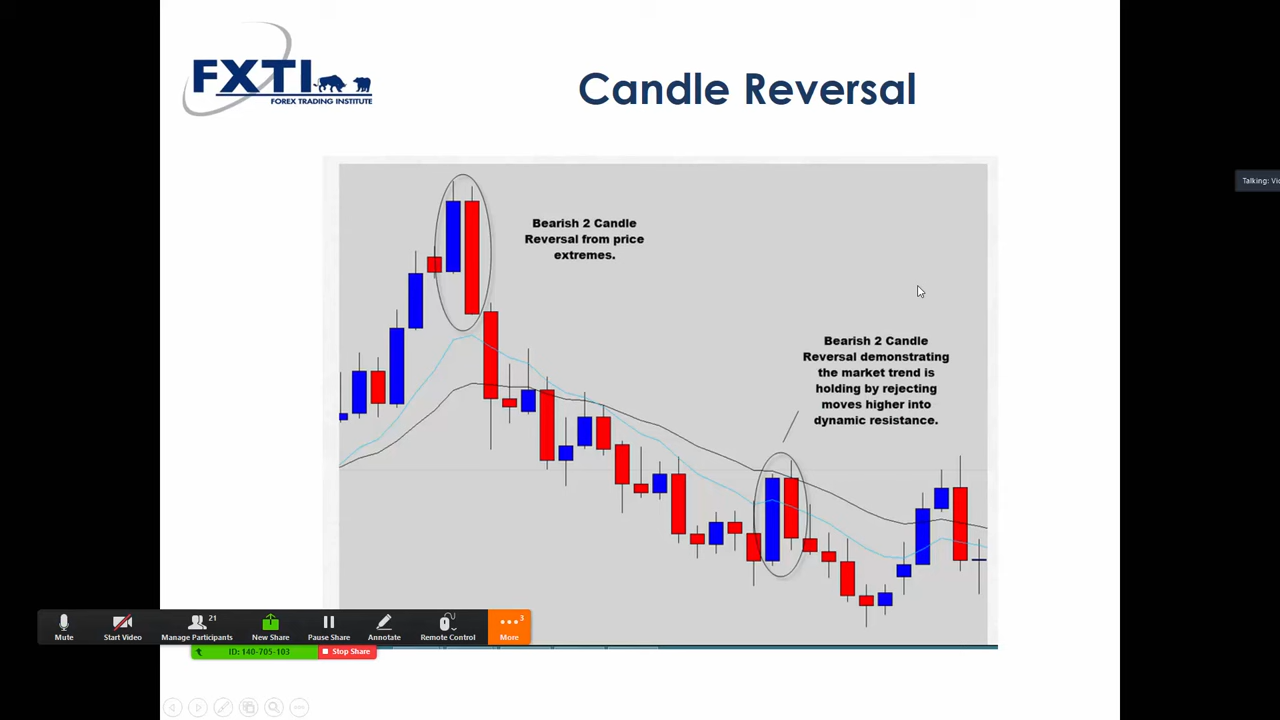 FXTI
FOREX TRADING INSTITUTE
Candle Reversal
Talking: Vi
Bearish 2 Candle
Reversal from price
extremes.
Bearish 2 Candle
Reversal demonstrating
the market trend is
holding by rejecting
moves higher into
dynamic resistance.
21
3
Mute
Start Video
Manage Participants
New Share
Pause Share
Annotate
Remote Control
More
ID: 140-705-103
Stop Share